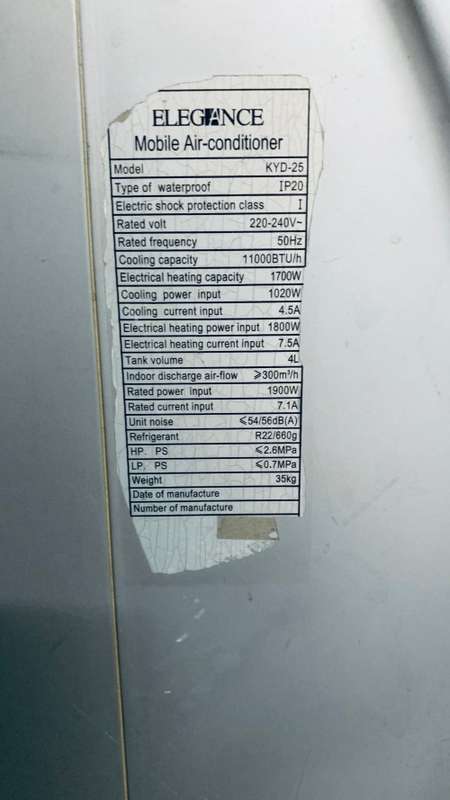 ELEGANCE
Mobile Air-conditioner
Model KYD-25
Type of waterproof IP20
Electric shock protection class I
Rated volt 220-240V~
Rated frequency 50Hz
Cooling capacity 11000BTU/h
Electrical heating capacity 1700W
Cooling power input 1020W
Cooling current input 4.5A
Electrical heating power input 1800W
Electrical heating current input 7.5A
Tank volume 4L
Indoor discharge air-flow ≥300m³/h
Rated power input 1900W
Rated current input 7.1A
Unit noise ≤54/56dB(A)
Refrigerant R22/660g
HP. PS ≤2.6MPa
LP. PS ≤0.7MPa
Weight 35kg
Date of manufacture
Number of manufacture